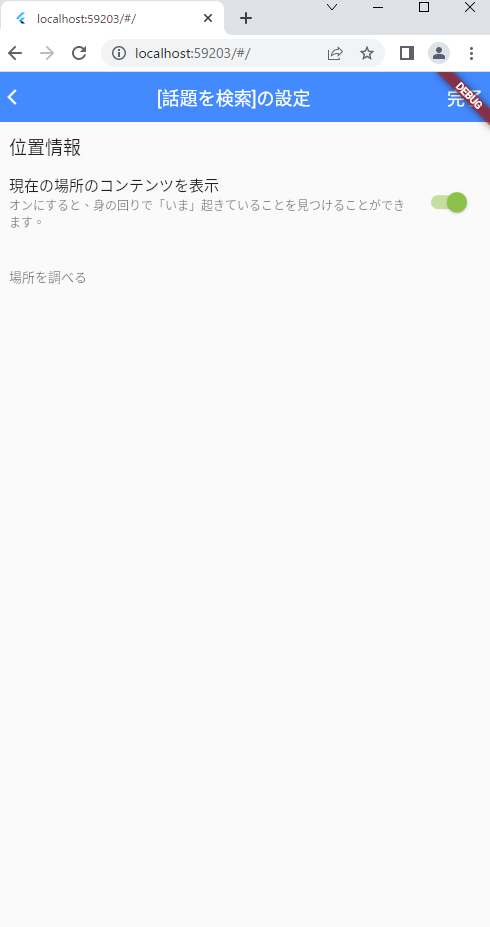 localhost:59203/#/
localhost:59203/#/
[話題を検索]の設定
完了
DEBUG
位置情報
現在の場所のコンテンツを表示
オンにすると、身の回りで「いま」起きていることを見つけることができ
ます。
場所を調べる